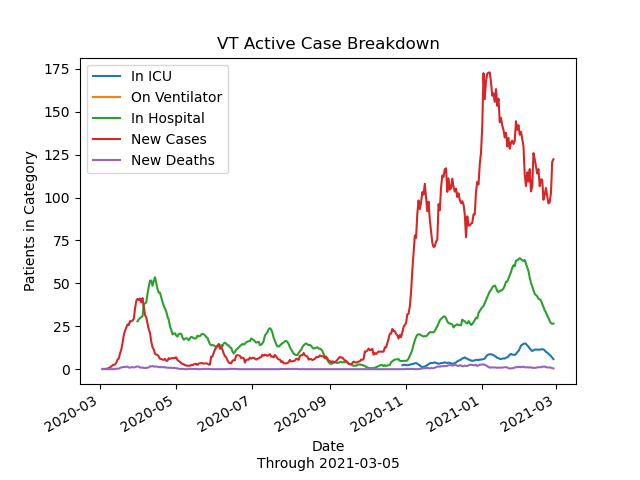 VT Active Case Breakdown
In ICU
On Ventilator
In Hospital
New Cases
New Deaths
Patients in Category
175
150
125
100
75
50
25
0
2020-03
2020-05
2020-07
2020-09
2020-11
2021-01
2021-03
Date
Through 2021-03-05